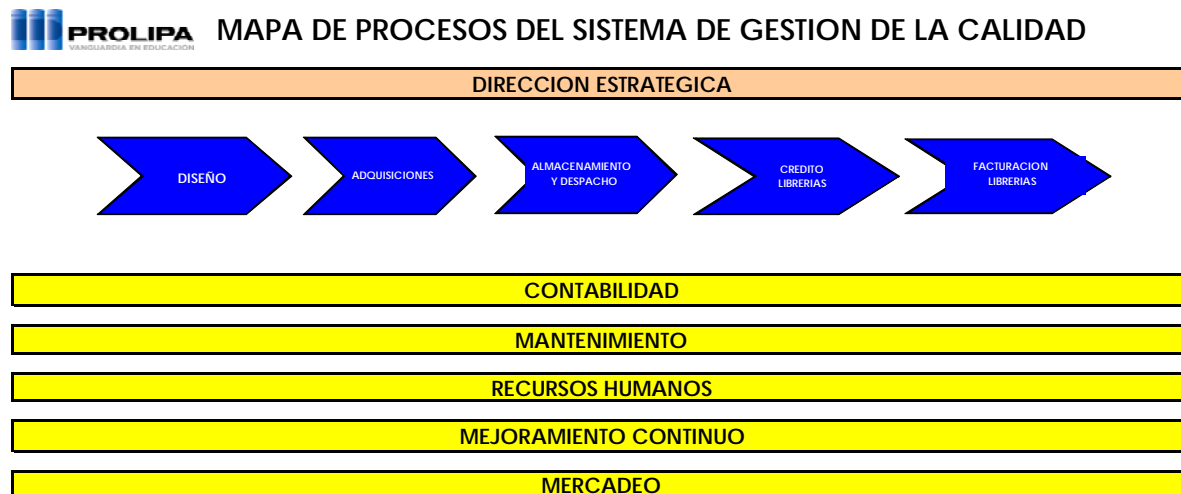 PROLIPA
VANGUARDIA EN EDUCACIÓN
MAPA DE PROCESOS DEL SISTEMA DE GESTION DE LA CALIDAD
DIRECCION ESTRATEGICA
DISEÑO
ADQUISICIONES
ALMACENAMIENTO
Y DESPACHO
CREDITO
LIBRERIAS
FACTURACION
LIBRERIAS
CONTABILIDAD
MANTENIMIENTO
RECURSOS HUMANOS
MEJORAMIENTO CONTINUO
MERCADEO